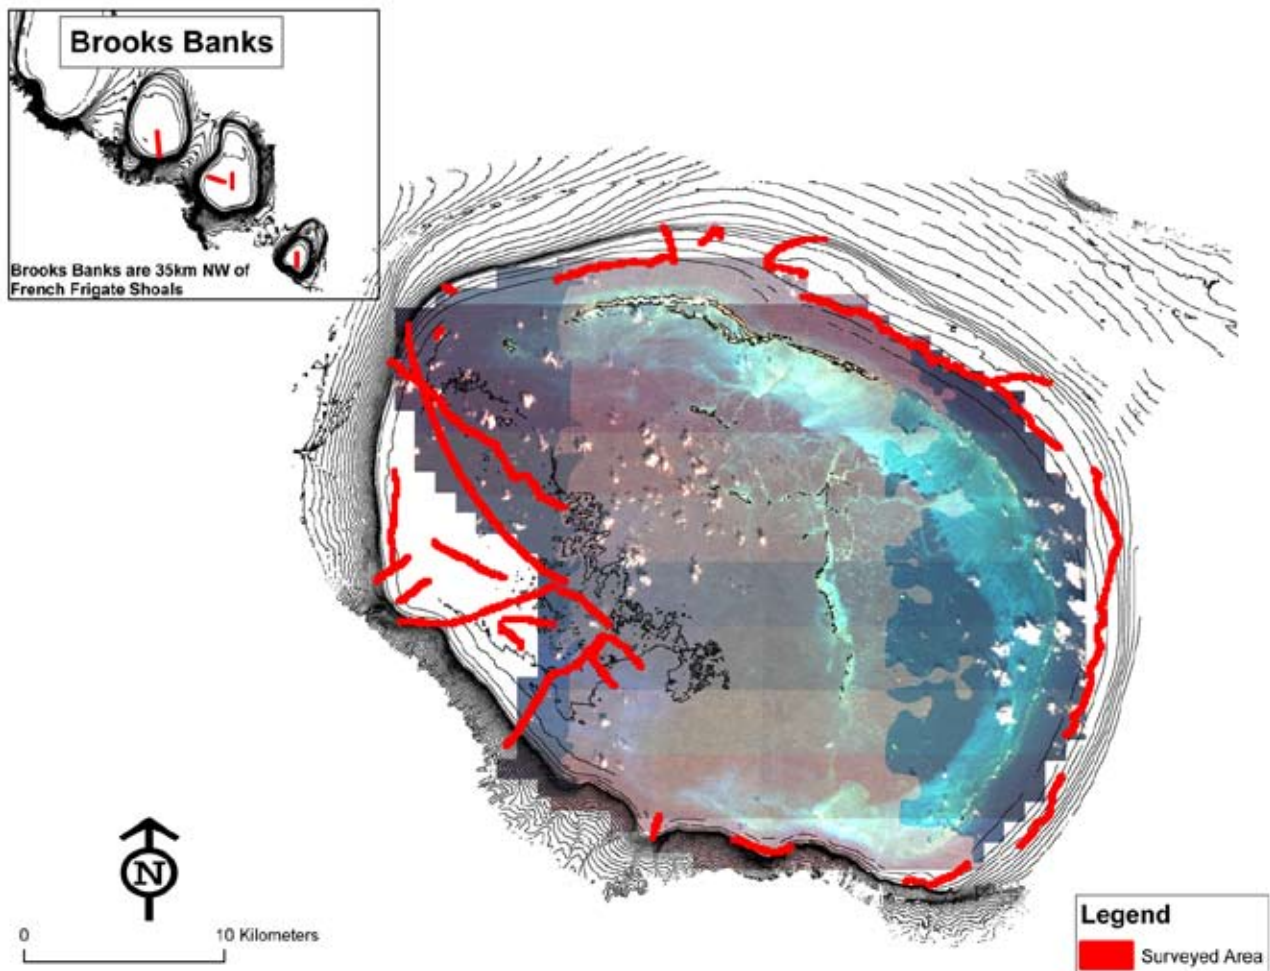 Brooks Banks
Brooks Banks are 35km NW of
French Frigate Shoals
N
0 10 Kilometers
Legend
Surveyed Area